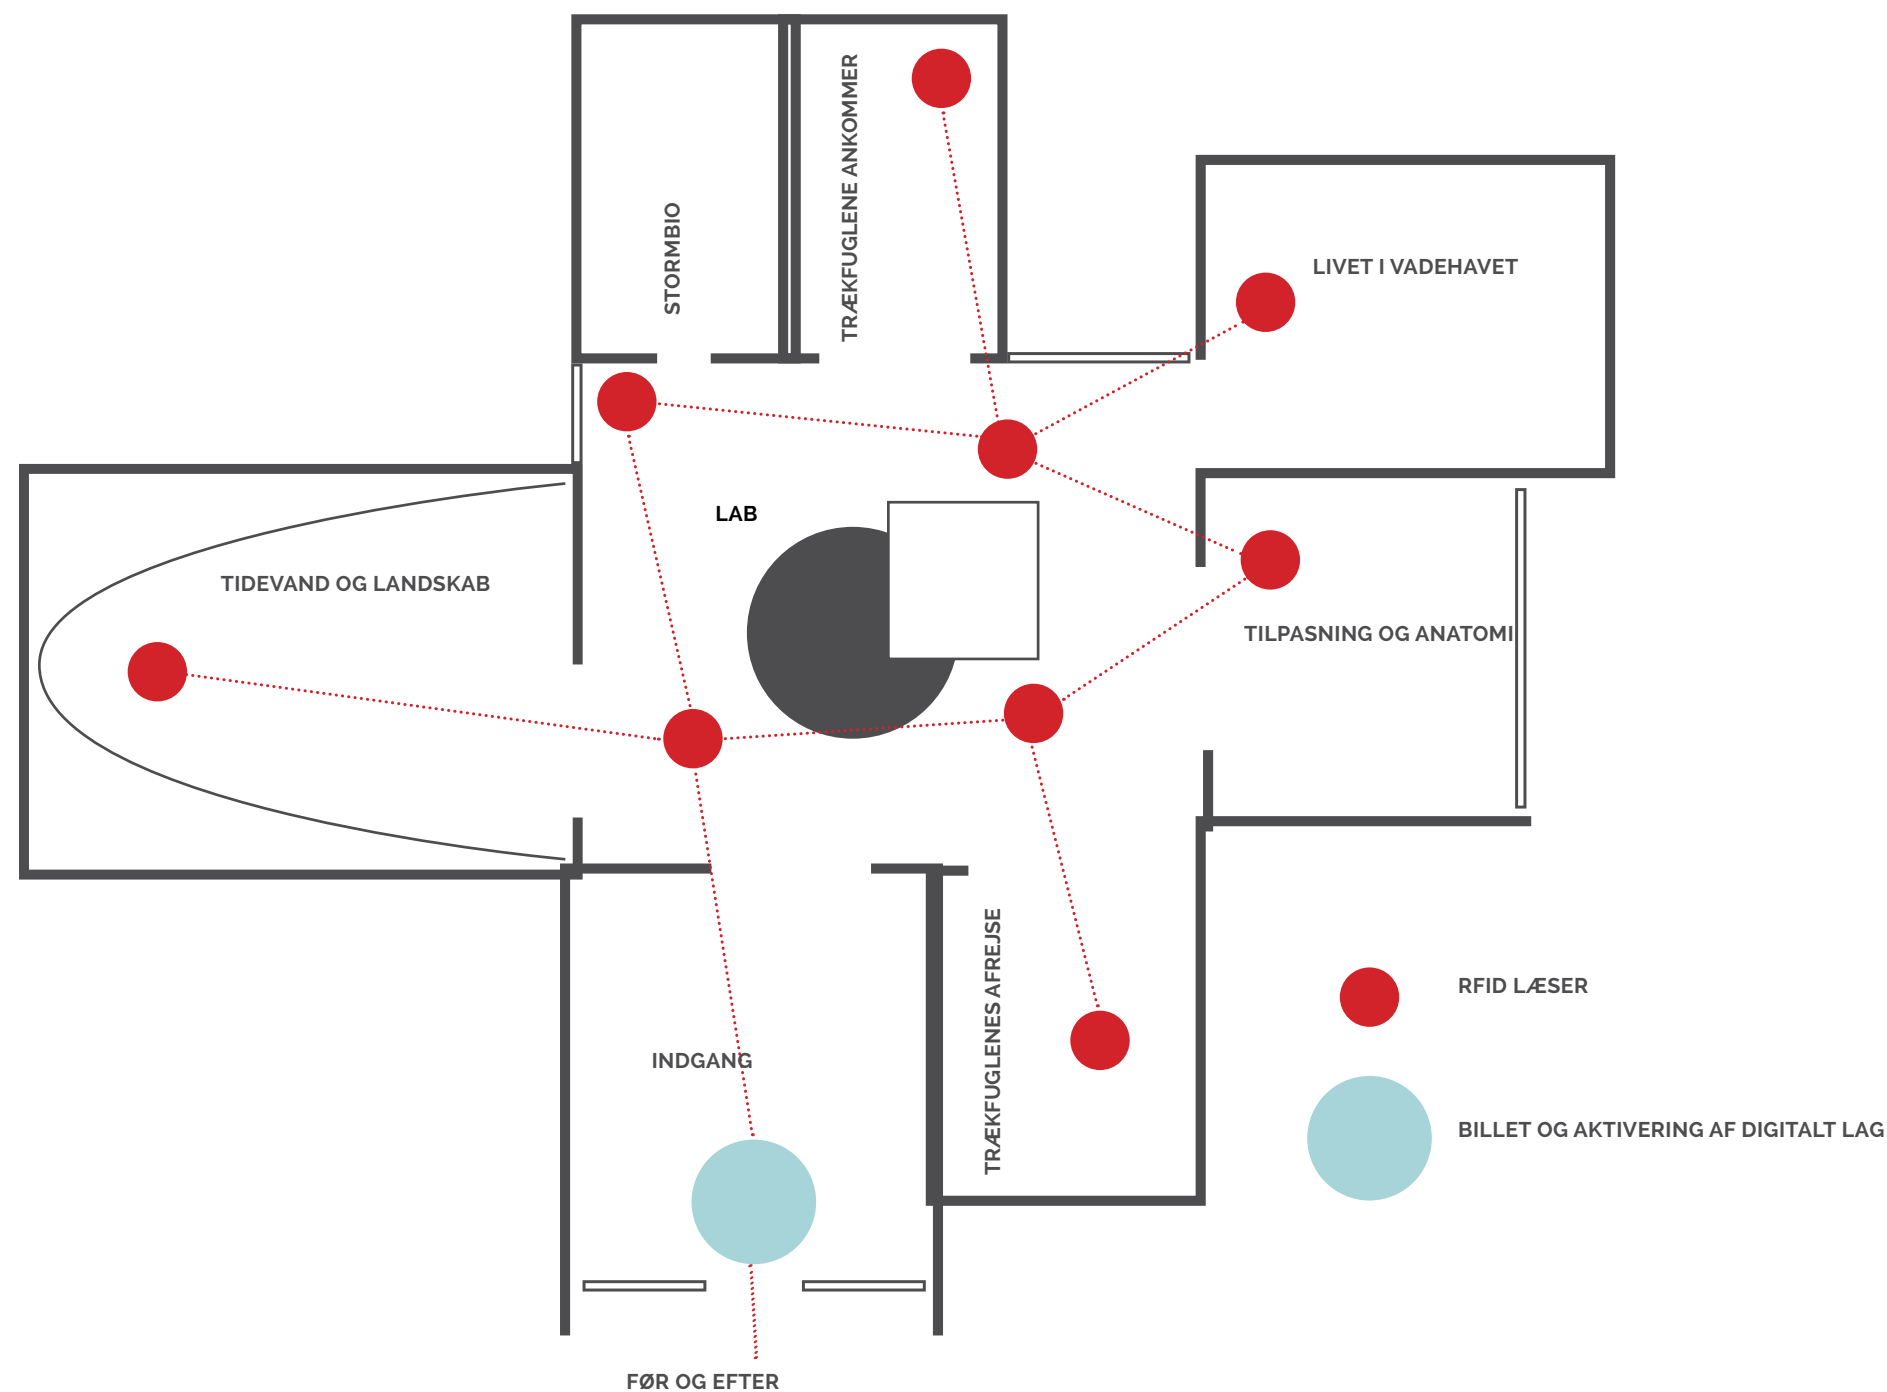 STORMBIO
TRÆKFUGLENE ANKOMMER
LIVET I VADEHAVET
LAB
TIDEVAND OG LANDSKAB
TILPASNING OG ANATOMI
TRÆKFUGLENES AFREJSE
INDGANG
RFID LÆSER
BILLET OG AKTIVERING AF DIGITALT LAG
FØR OG EFTER